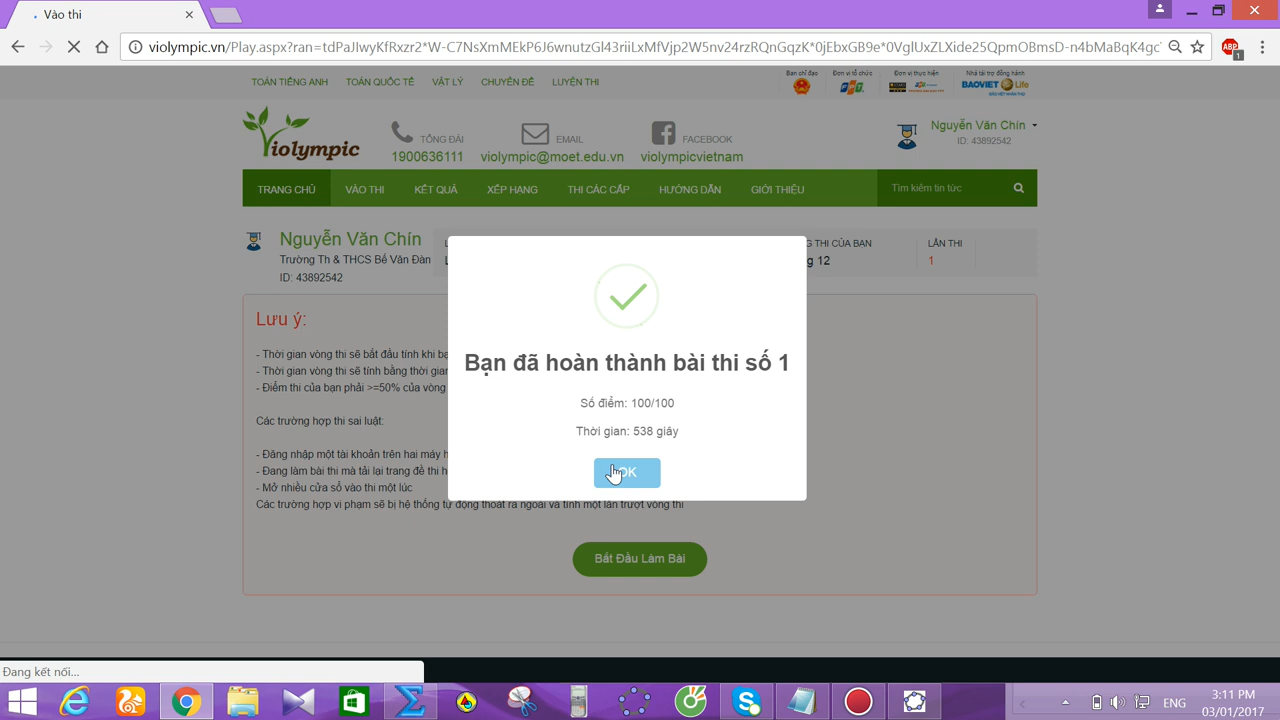 Vào thi
violympic.vn/Play.aspx?ran=
TOÁN TIẾNG ANH
TOÁN QUỐC TẾ
VẬT LÝ
CHUYÊN ĐỀ
LUYỆN THI
Ban chỉ đạo
Đơn vị tổ chức
Đơn vị thực hiện
Nhà tài trợ đồng hành
FPT
BAOVIET Life
Violympic
TỔNG ĐÀI
1900636111
EMAIL
violympic@moet.edu.vn
FACEBOOK
violympicvietnam
Nguyễn Văn Chín
ID: 43892542
TRANG CHỦ
VÀO THI
KẾT QUẢ
XẾP HẠNG
THI CÁC CẤP
HƯỚNG DẪN
GIỚI THIỆU
Tìm kiếm tin tức
Nguyễn Văn Chín
Trường Th & THCS Bế Văn Đàn
ID: 43892542
G THI CỦA BẠN
g 12
LẦN THI
1
Lưu ý:
- Thời gian vòng thi sẽ bắt đầu tính khi bạ
- Thời gian vòng thi sẽ tính bằng thời gian
- Điểm thi của bạn phải >=50% của vòng
Các trường hợp thi sai luật:
- Đăng nhập một tài khoản trên hai máy h
- Đang làm bài thi mà tải lại trang đề thi h
- Mở nhiều cửa sổ vào thi một lúc
Các trường hợp vi phạm sẽ bị hệ thống tự động thoát ra ngoài và tính một lần trượt vòng thi
Bạn đã hoàn thành bài thi số 1
Số điểm: 100/100
Thời gian: 538 giây
OK
Bắt Đầu Làm Bài
Đang kết nối...
ABP
1
ENG
3:11 PM
03/01/2017